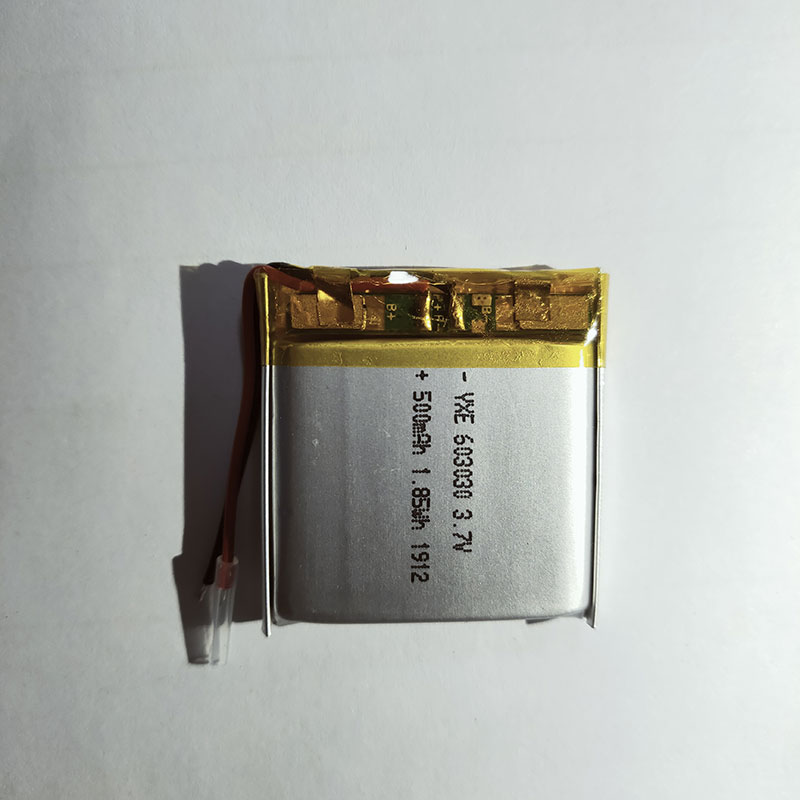 B+
B-
- YXE 603030 3.7V
+ 500mAh 1.85Wh 1912